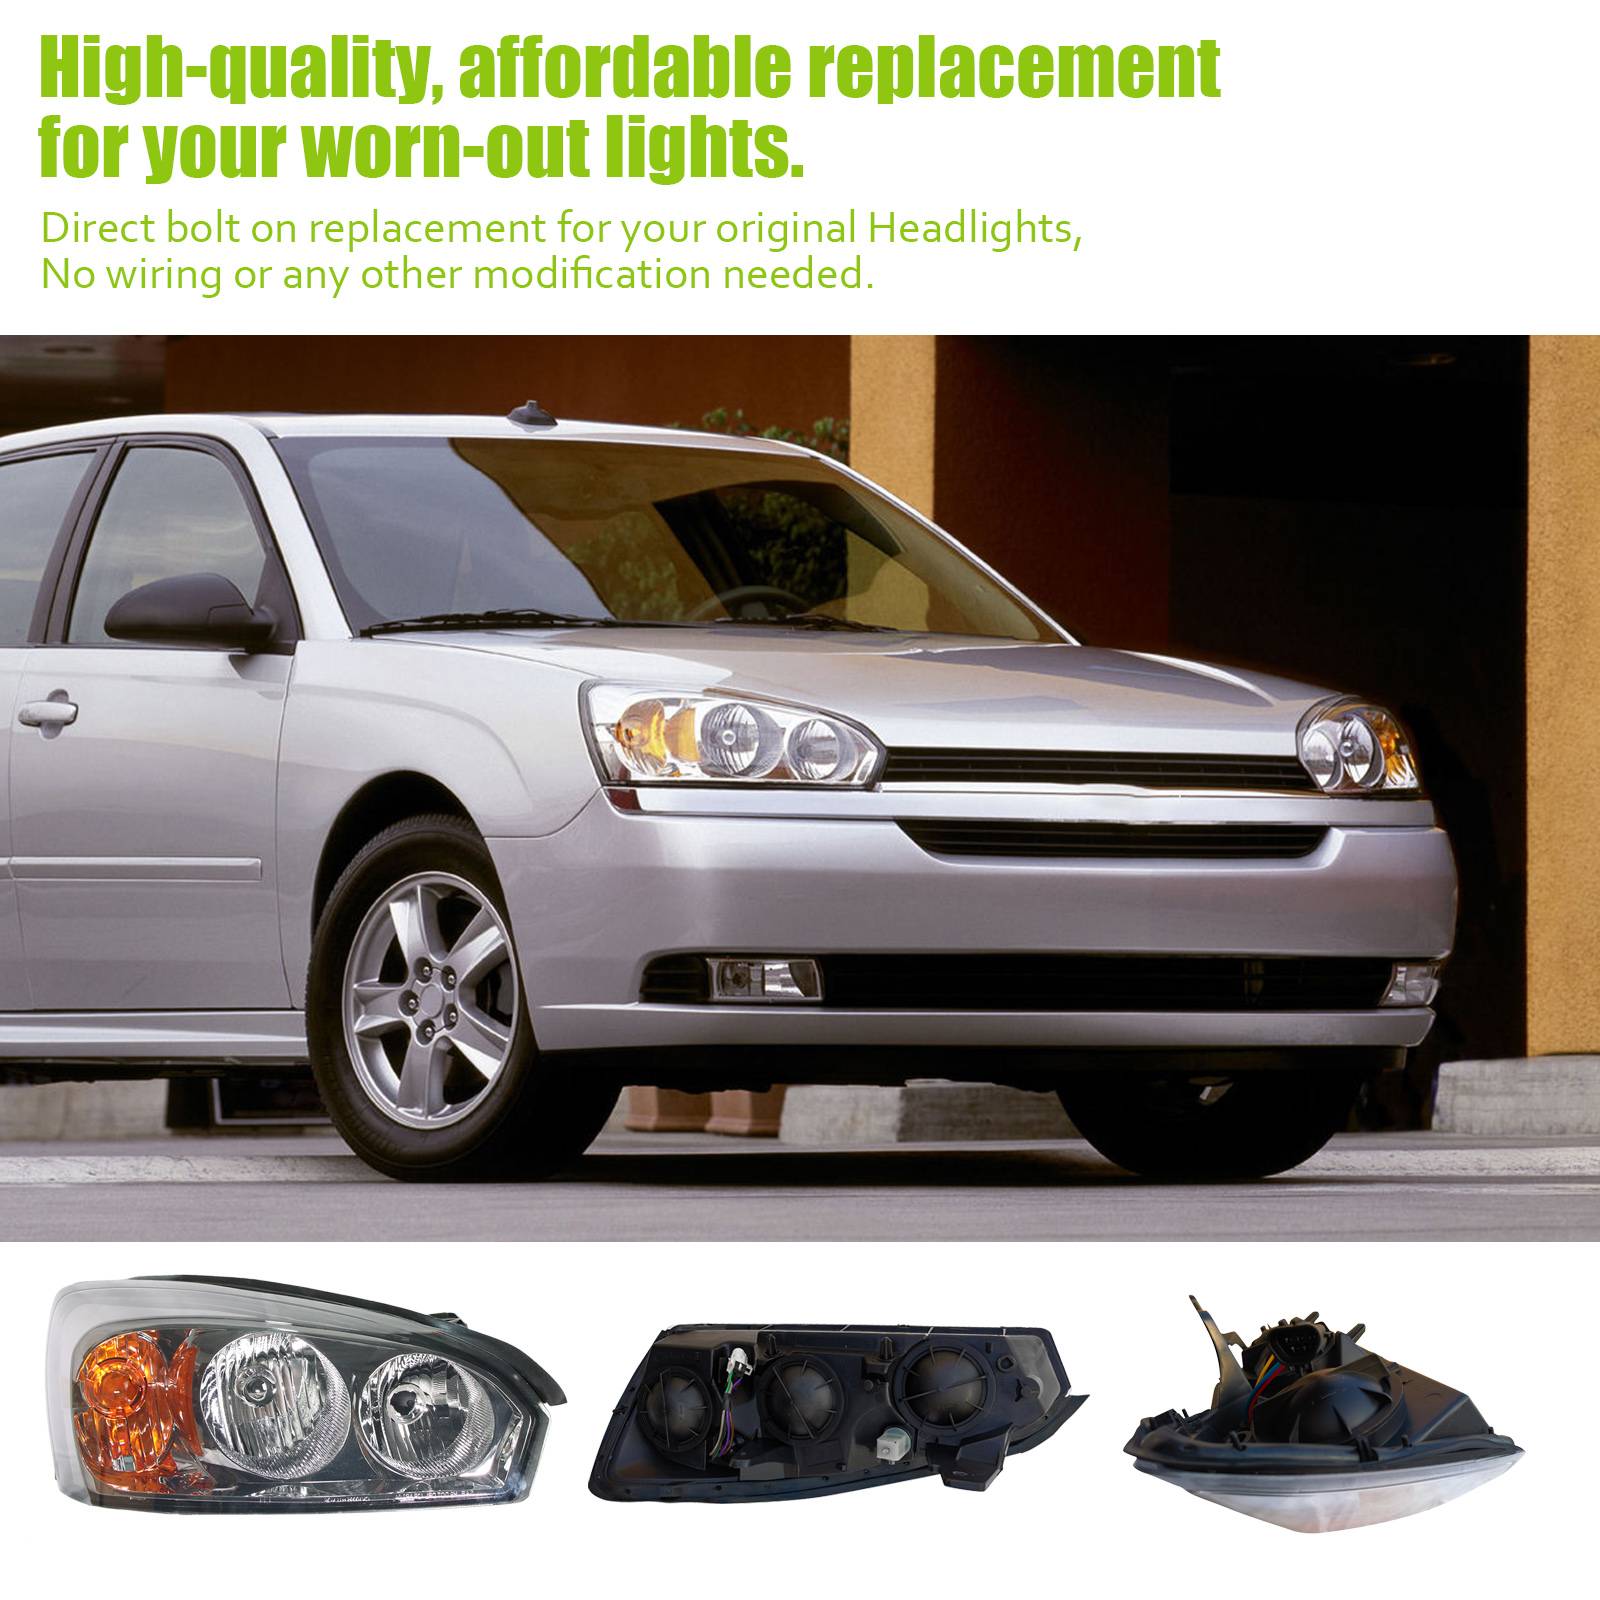 High-quality, affordable replacement
for your worn-out lights.
Direct bolt on replacement for your original Headlights,
No wiring or any other modification needed.